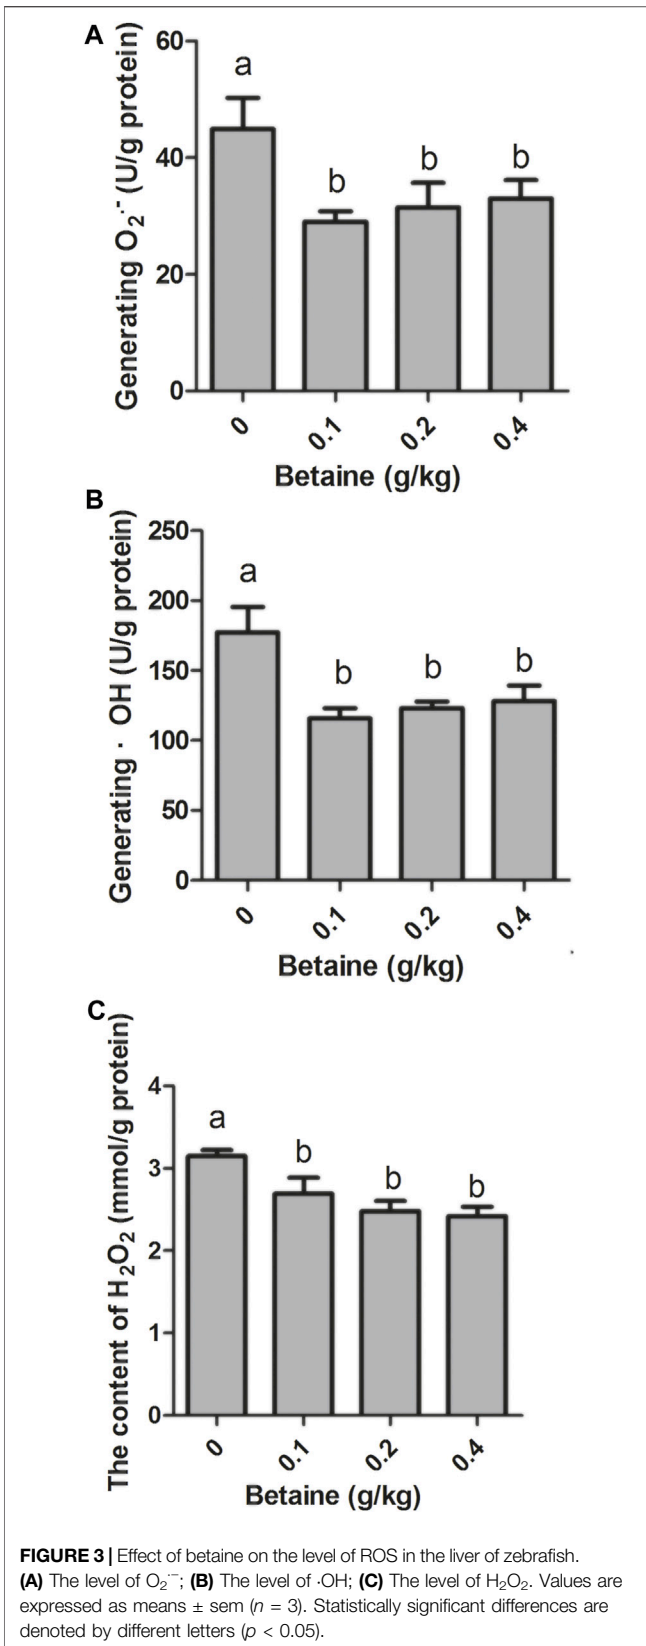 A
Generating O₂·⁻ (U/g protein)
60
40
20
0
a
b
b
b
0
0.1
0.2
0.4
Betaine (g/kg)
B
Generating · OH (U/g protein)
250
200
150
100
50
0
a
b
b
b
0
0.1
0.2
0.4
Betaine (g/kg)
C
The content of H₂O₂ (mmol/g protein)
4
3
2
1
0
a
b
b
b
0
0.1
0.2
0.4
Betaine (g/kg)
FIGURE 3 | Effect of betaine on the level of ROS in the liver of zebrafish.
(A) The level of O₂·⁻; (B) The level of ·OH; (C) The level of H₂O₂. Values are
expressed as means ± sem (n = 3). Statistically significant differences are
denoted by different letters (p < 0.05).